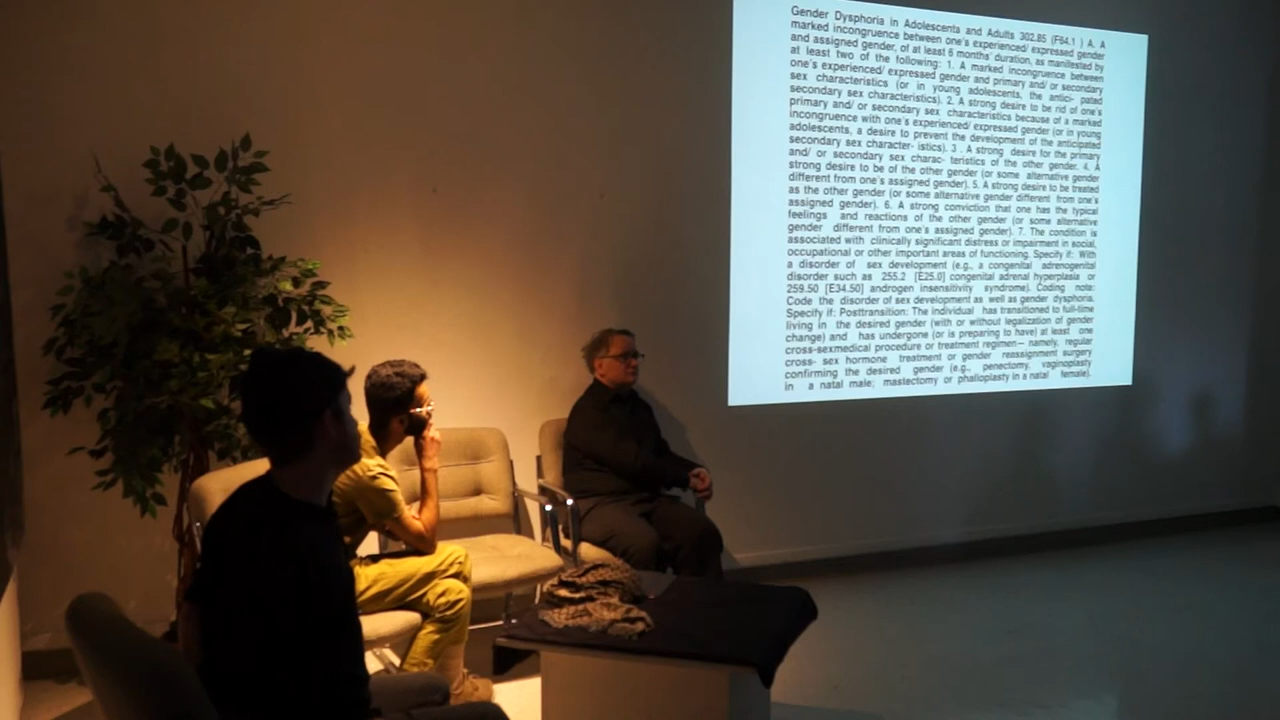 Gender Dysphoria in Adolescents and Adults 302.85 (F64.1 ) A. A
marked incongruence between one's experienced/ expressed gender
and assigned gender, of at least 6 months' duration, as manifested by
at least two of the following: 1. A marked incongruence between
one's experienced/ expressed gender and primary and/ or secondary
sex characteristics (or in young adolescents, the antici- pated
secondary sex characteristics). 2. A strong desire to be rid of one's
primary and/ or secondary sex characteristics because of a marked
incongruence with one's experienced/ expressed gender (or in young
adolescents, a desire to prevent the development of the anticipated
secondary sex character- istics). 3 . A strong desire for the primary
and/ or secondary sex charac- teristics of the other gender. 4. A
strong desire to be of the other gender (or some alternative gender
different from one's assigned gender). 5. A strong desire to be treated
as the other gender (or some alternative gender different from one's
assigned gender). 6. A strong conviction that one has the typical
feelings and reactions of the other gender (or some alternative
gender different from one's assigned gender). 7. The condition is
associated with clinically significant distress or impairment in social,
occupational or other important areas of functioning. Specify if: With
a disorder of sex development (e.g., a congenital adrenogenital
disorder such as 255.2 [E25.0] congenital adrenal hyperplasia or
259.50 [E34.50] androgen insensitivity syndrome). Coding note:
Code the disorder of sex development as well as gender dysphoria.
Specify if: Posttransition: The individual has transitioned to full-time
living in the desired gender (with or without legalization of gender
change) and has undergone (or is preparing to have) at least one
cross-sexmedical procedure or treatment regimen— namely, regular
cross- sex hormone treatment or gender reassignment surgery
confirming the desired gender (e.g., penectomy, vaginoplasty
in a natal male; mastectomy or phalloplasty in a natal female).